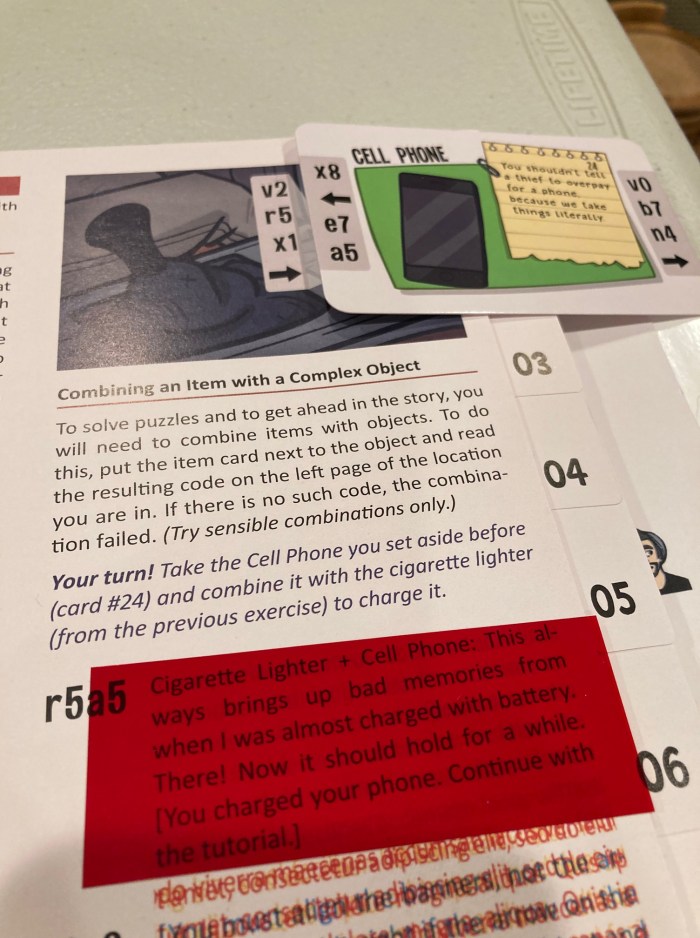 LIFETIME
CELL PHONE
x8
e7
a5
24
You shouldn't tell
a thief to overpay
for a phone.
because we take
things literally
v0
b7
n4
v2
r5
x1
th
g
at
h
t
e
Combining an Item with a Complex Object
To solve puzzles and to get ahead in the story, you
will need to combine items with objects. To do
this, put the item card next to the object and read
the resulting code on the left page of the location
you are in. If there is no such code, the combina-
tion failed. (Try sensible combinations only.)
Your turn! Take the Cell Phone you set aside before
(card #24) and combine it with the cigarette lighter
(from the previous exercise) to charge it.
03
04
05
06
r5a5
Cigarette Lighter + Cell Phone: This al-
ways brings up bad memories from
when I was almost charged with battery.
There! Now it should hold for a while.
[You charged your phone. Continue with
the tutorial.]